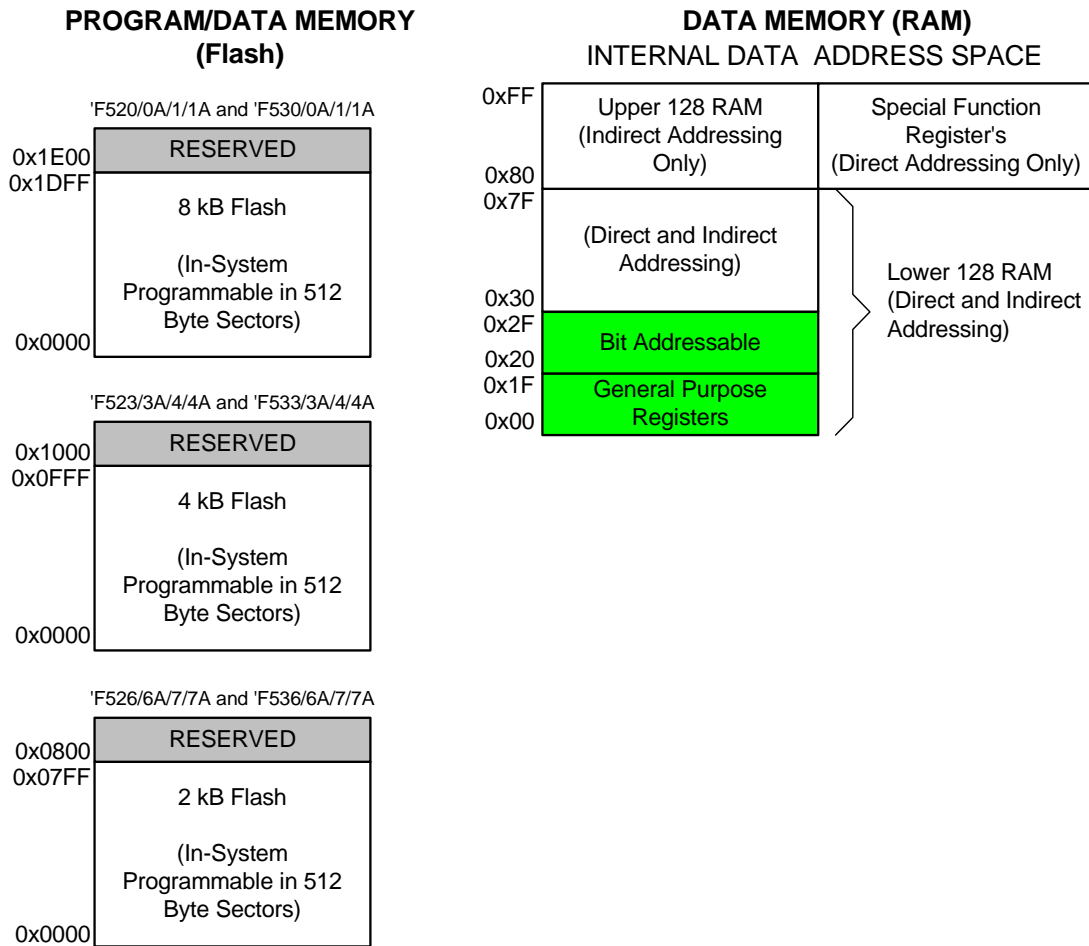 PROGRAM/DATA MEMORY
(Flash)
'F520/0A/1/1A and 'F530/0A/1/1A
RESERVED
0x1E00
0x1DFF
8 kB Flash
(In-System
Programmable in 512
Byte Sectors)
0x0000
'F523/3A/4/4A and 'F533/3A/4/4A
RESERVED
0x1000
0x0FFF
4 kB Flash
(In-System
Programmable in 512
Byte Sectors)
0x0000
'F526/6A/7/7A and 'F536/6A/7/7A
RESERVED
0x0800
0x07FF
2 kB Flash
(In-System
Programmable in 512
Byte Sectors)
0x0000
DATA MEMORY (RAM)
INTERNAL DATA ADDRESS SPACE
0xFF
Upper 128 RAM
(Indirect Addressing
Only)
0x80
Special Function
Register's
(Direct Addressing Only)
0x7F
(Direct and Indirect
Addressing)
0x30
0x2F
Bit Addressable
0x20
0x1F
General Purpose
Registers
0x00
Lower 128 RAM
(Direct and Indirect
Addressing)